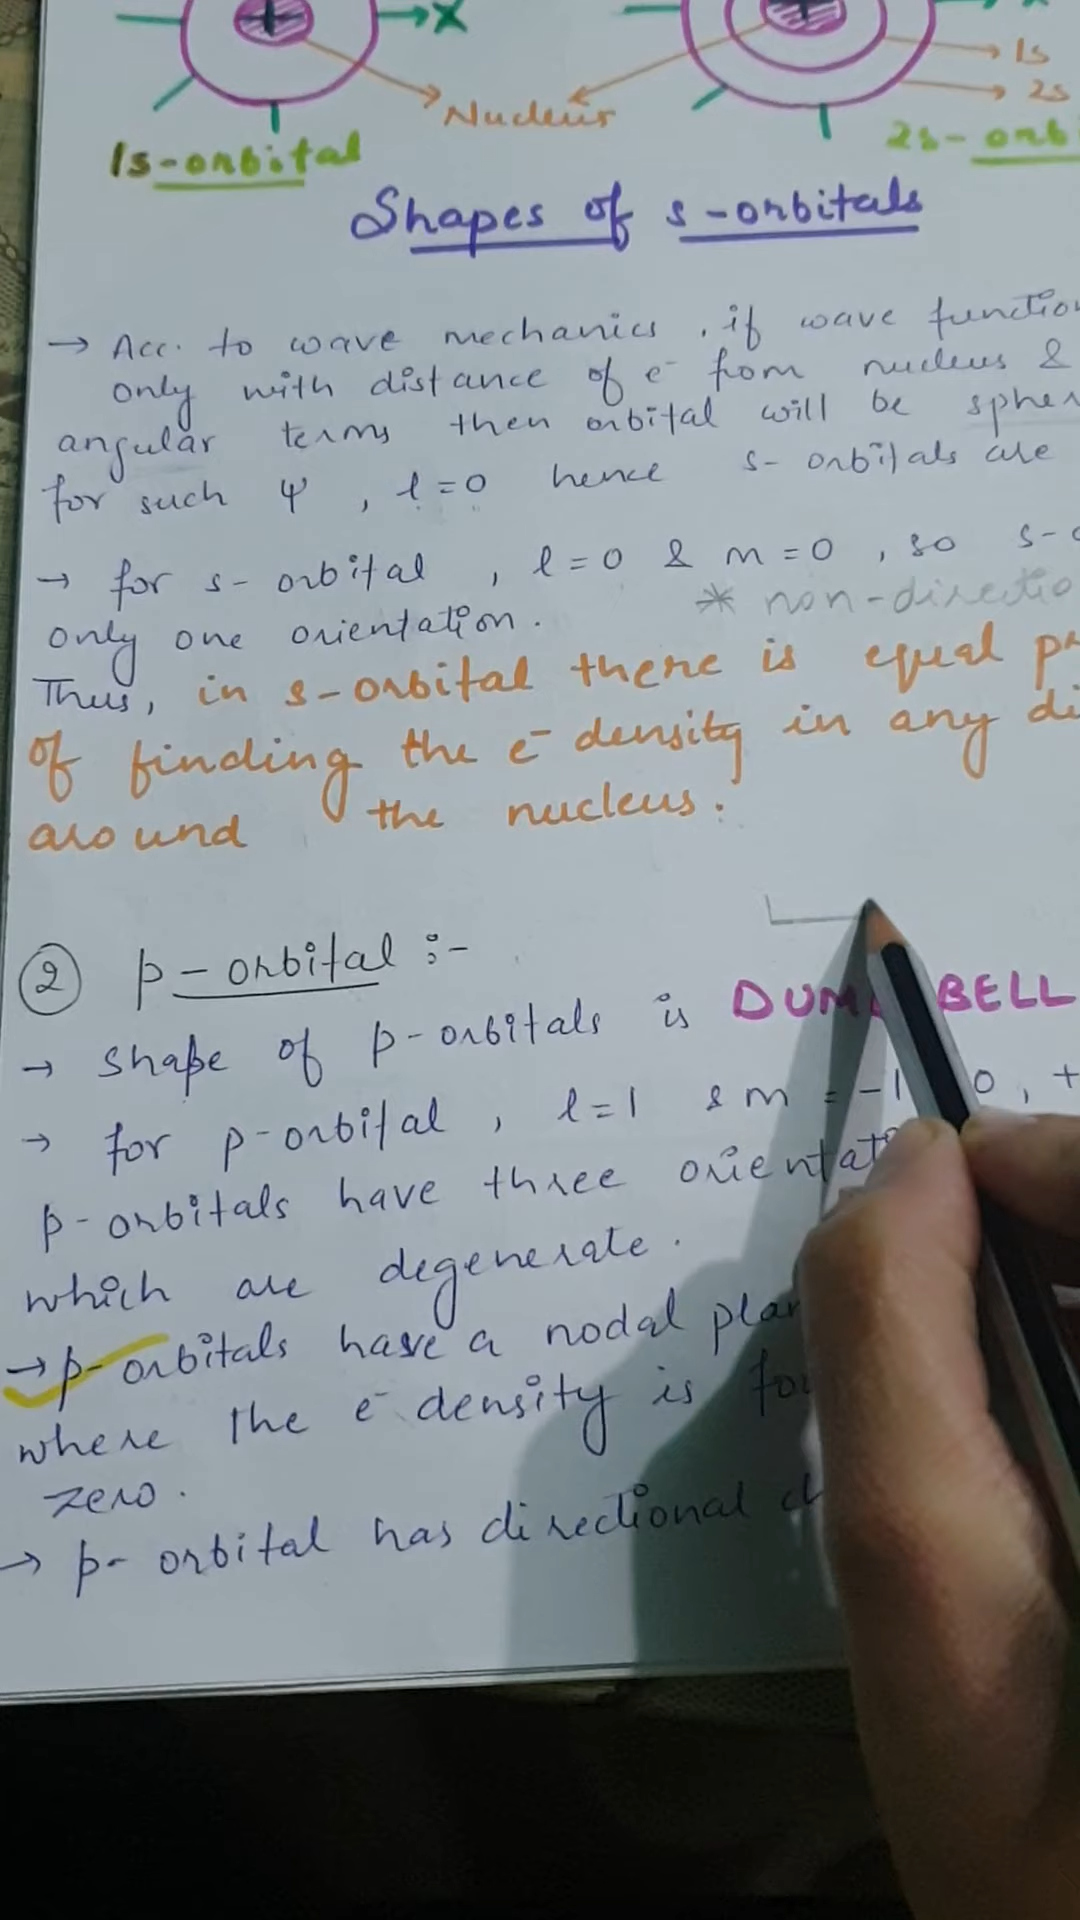 X
1s
Nucleus
2s
1s-orbital
2s-orb
Shapes of s-orbitals
→ Acc. to wave mechanics, if wave functio
only with distance of e⁻ from nucleus &
angular terms then orbital will be spher
for such ψ, l=0 hence s-orbitals are
→ for s-orbital, l=0 & m=0, so s-
only one orientation.
* non-directio
Thus, in s-orbital there is equal pr
of finding the e⁻ density in any di
around the nucleus.
② p-orbital :-
→ Shape of p-orbitals is DUM BELL
→ for p-orbital, l=1 & m = -1 0, +
p-orbitals have three orientat
which are degenerate.
→ p-orbitals have a nodal plan
where the e⁻ density is fou
zero.
→ p-orbital has directional ch